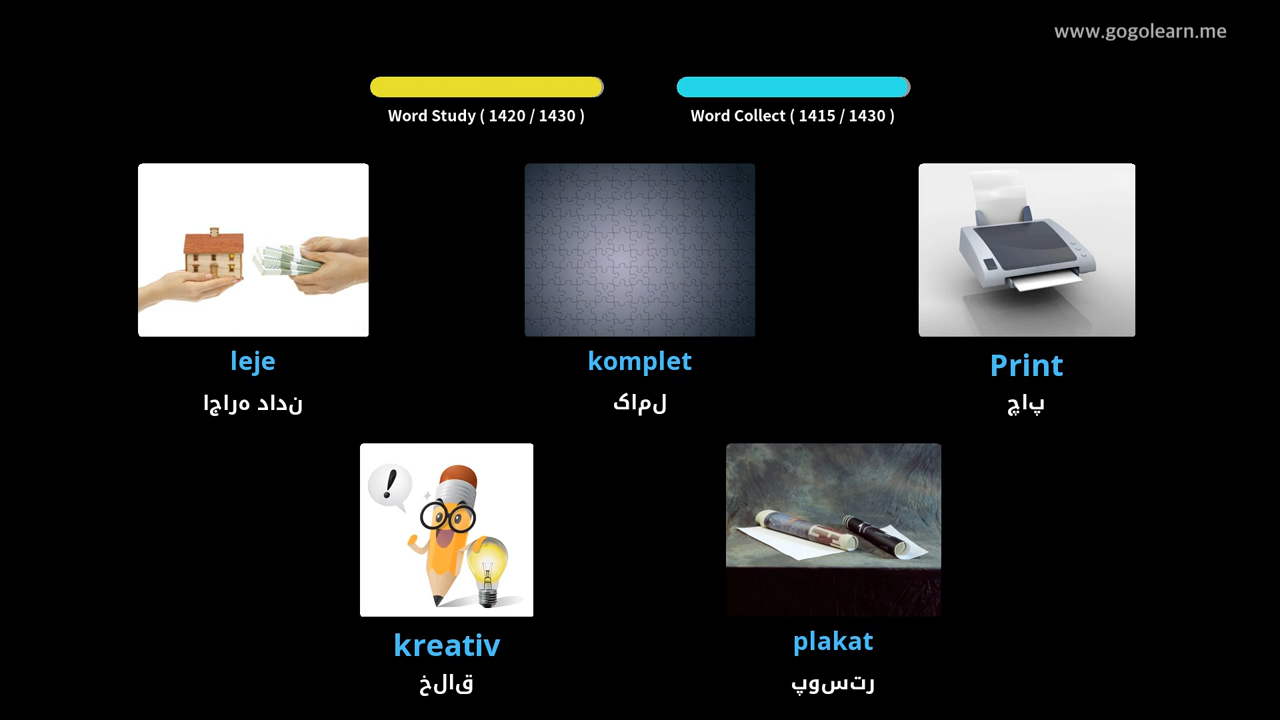 www.gogolearn.me
Word Study ( 1420 / 1430 )
Word Collect ( 1415 / 1430 )
leje
komplet
Print
نداد هراجا
لماک
پاچ
kreativ
plakat
قالخ
رتسوپ